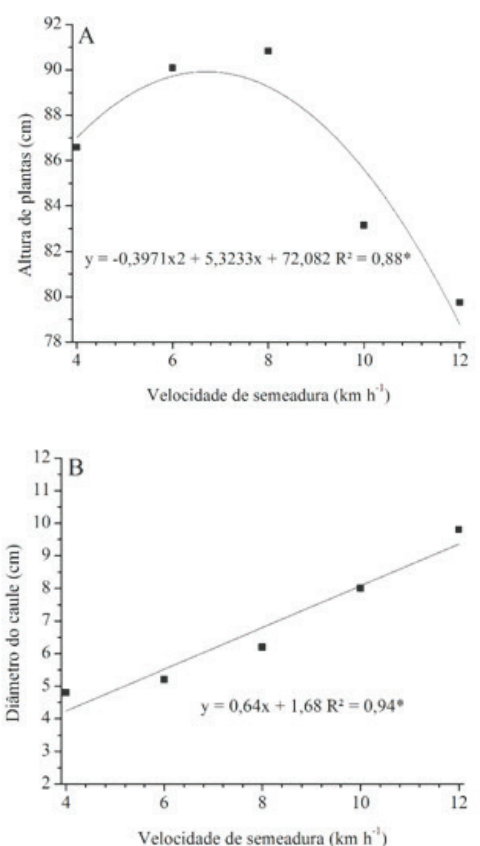 92
A
90
88
86
84
82
80
78
Altura de plantas (cm)
y = -0,3971x2 + 5,3233x + 72,082 R² = 0,88*
4 6 8 10 12
Velocidade de semeadura (km h⁻¹)
12
B
11
10
9
8
7
6
5
4
3
2
Diâmetro do caule (cm)
y = 0,64x + 1,68 R² = 0,94*
4 6 8 10 12
Velocidade de semeadura (km h⁻¹)